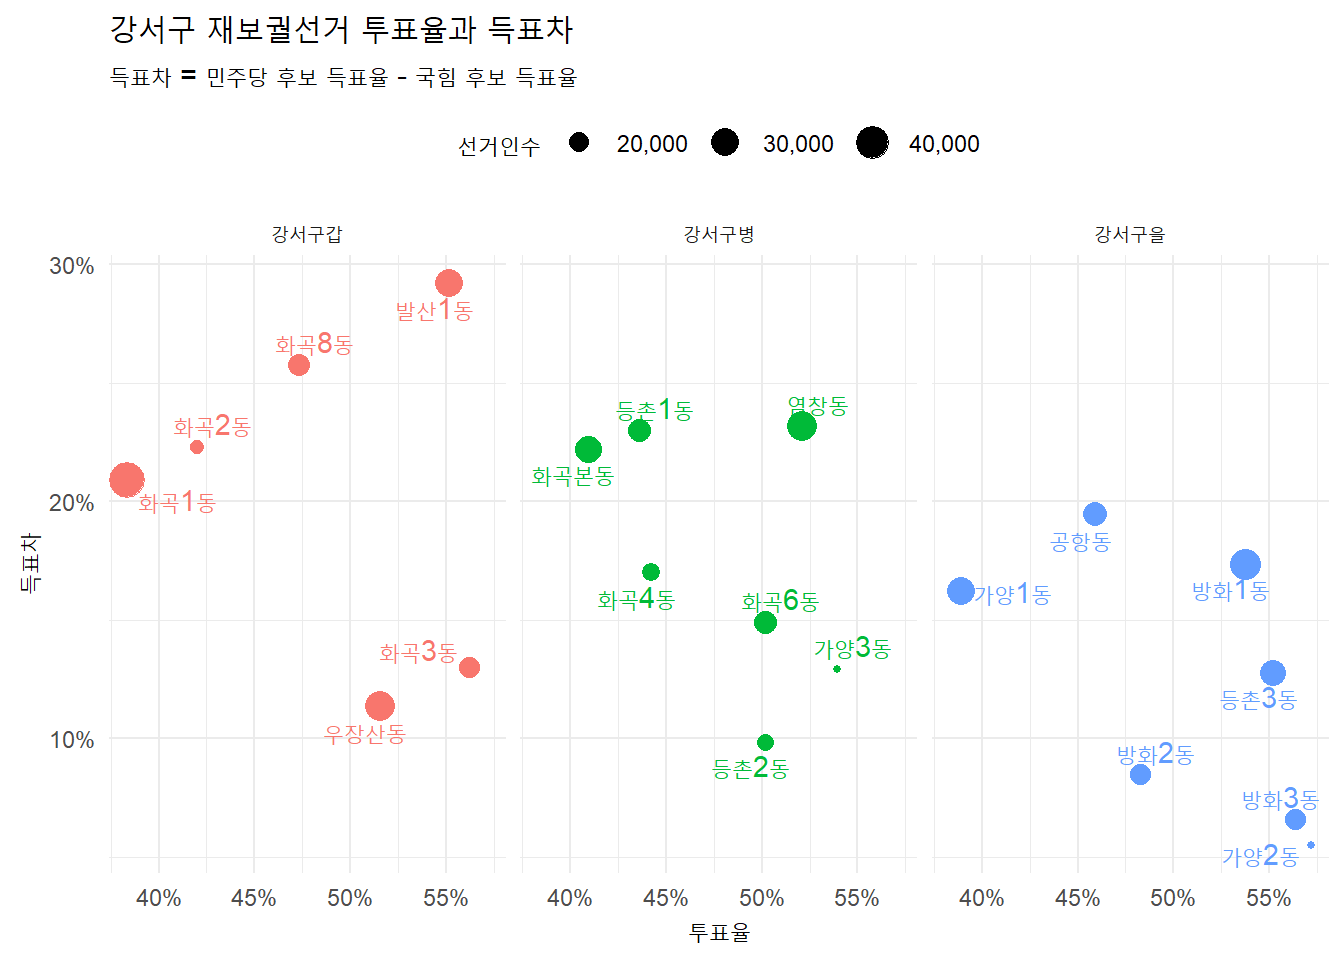 강서구 재보궐선거 투표율과 득표차
득표차 = 민주당 후보 득표율 - 국힘 후보 득표율
선거인수 20,000 30,000 40,000
강서구갑 강서구병 강서구을
30%
20%
10%
득표차
발산1동
화곡8동
화곡2동
화곡1동
화곡3동
우장산동
등촌1동
염창동
화곡본동
화곡4동
화곡6동
가양3동
등촌2동
공항동
가양1동
방화1동
등촌3동
방화2동
방화3동
가양2동
40% 45% 50% 55% 40% 45% 50% 55% 40% 45% 50% 55%
투표율